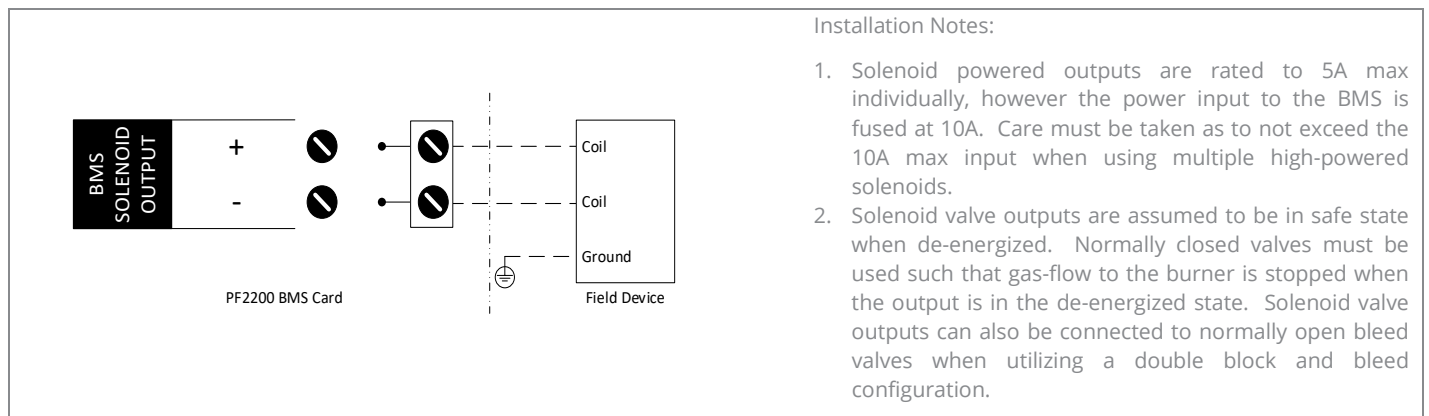 BMS
SOLENOID
OUTPUT
+
-
Coil
Coil
Ground
PF2200 BMS Card
Field Device
Installation Notes:
1. Solenoid powered outputs are rated to 5A max
individually, however the power input to the BMS is
fused at 10A. Care must be taken as to not exceed the
10A max input when using multiple high-powered
solenoids.
2. Solenoid valve outputs are assumed to be in safe state
when de-energized. Normally closed valves must be
used such that gas-flow to the burner is stopped when
the output is in the de-energized state. Solenoid valve
outputs can also be connected to normally open bleed
valves when utilizing a double block and bleed
configuration.